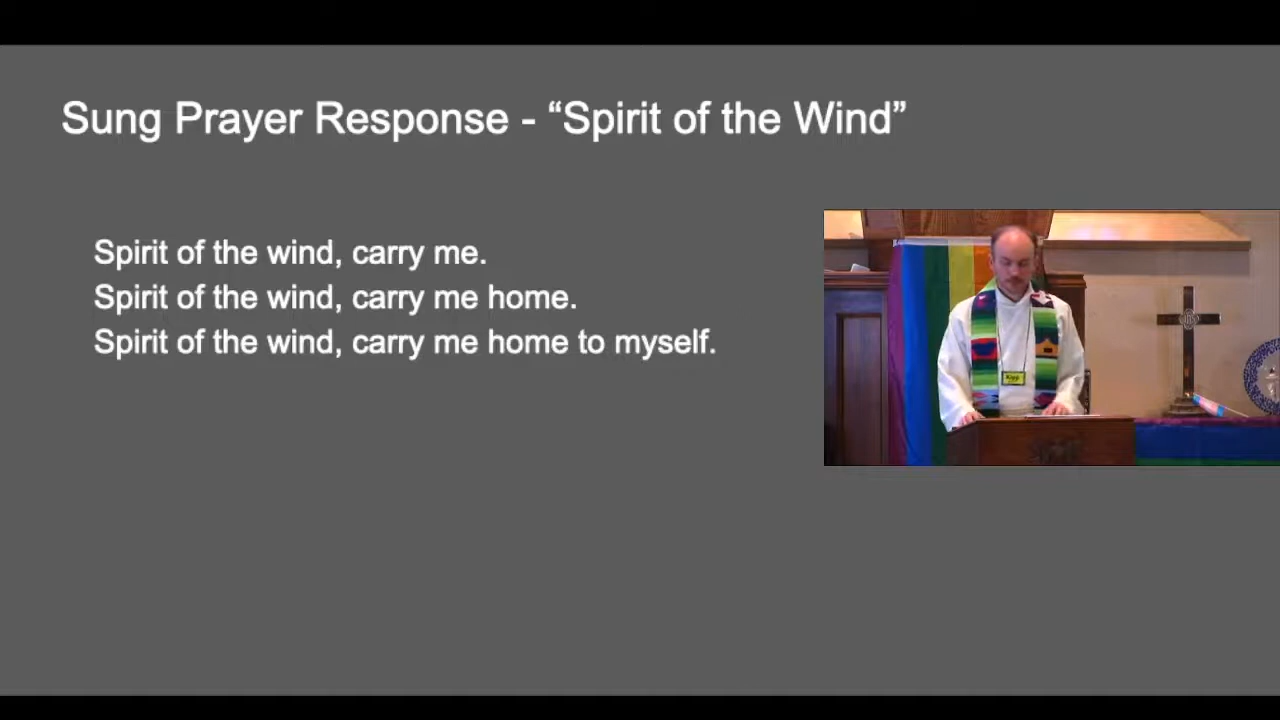 Sung Prayer Response - “Spirit of the Wind”
Spirit of the wind, carry me.
Spirit of the wind, carry me home.
Spirit of the wind, carry me home to myself.